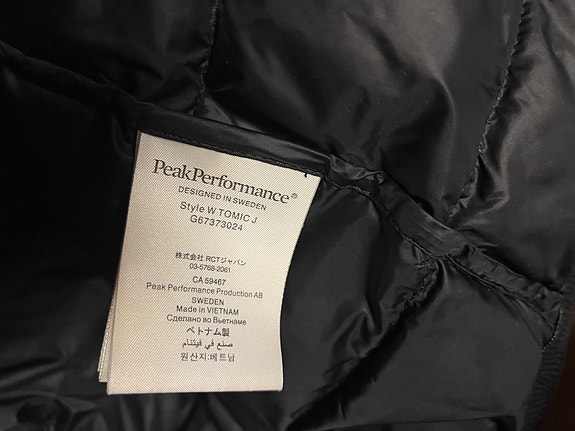 PeakPerformance®
DESIGNED IN SWEDEN
Style W TOMIC J
G67373024
株式会社 RCTジャパン
03-5768-2061
CA 59467
Peak Performance Production AB
SWEDEN
Made in VIETNAM
Сделано во Вьетнаме
ベトナム製
صنع في فيتنام
원산지:베트남